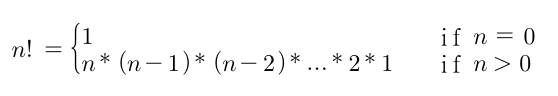 n! = { 1 if n = 0
n * (n − 1) * (n − 2) * ... * 2 * 1 if n > 0